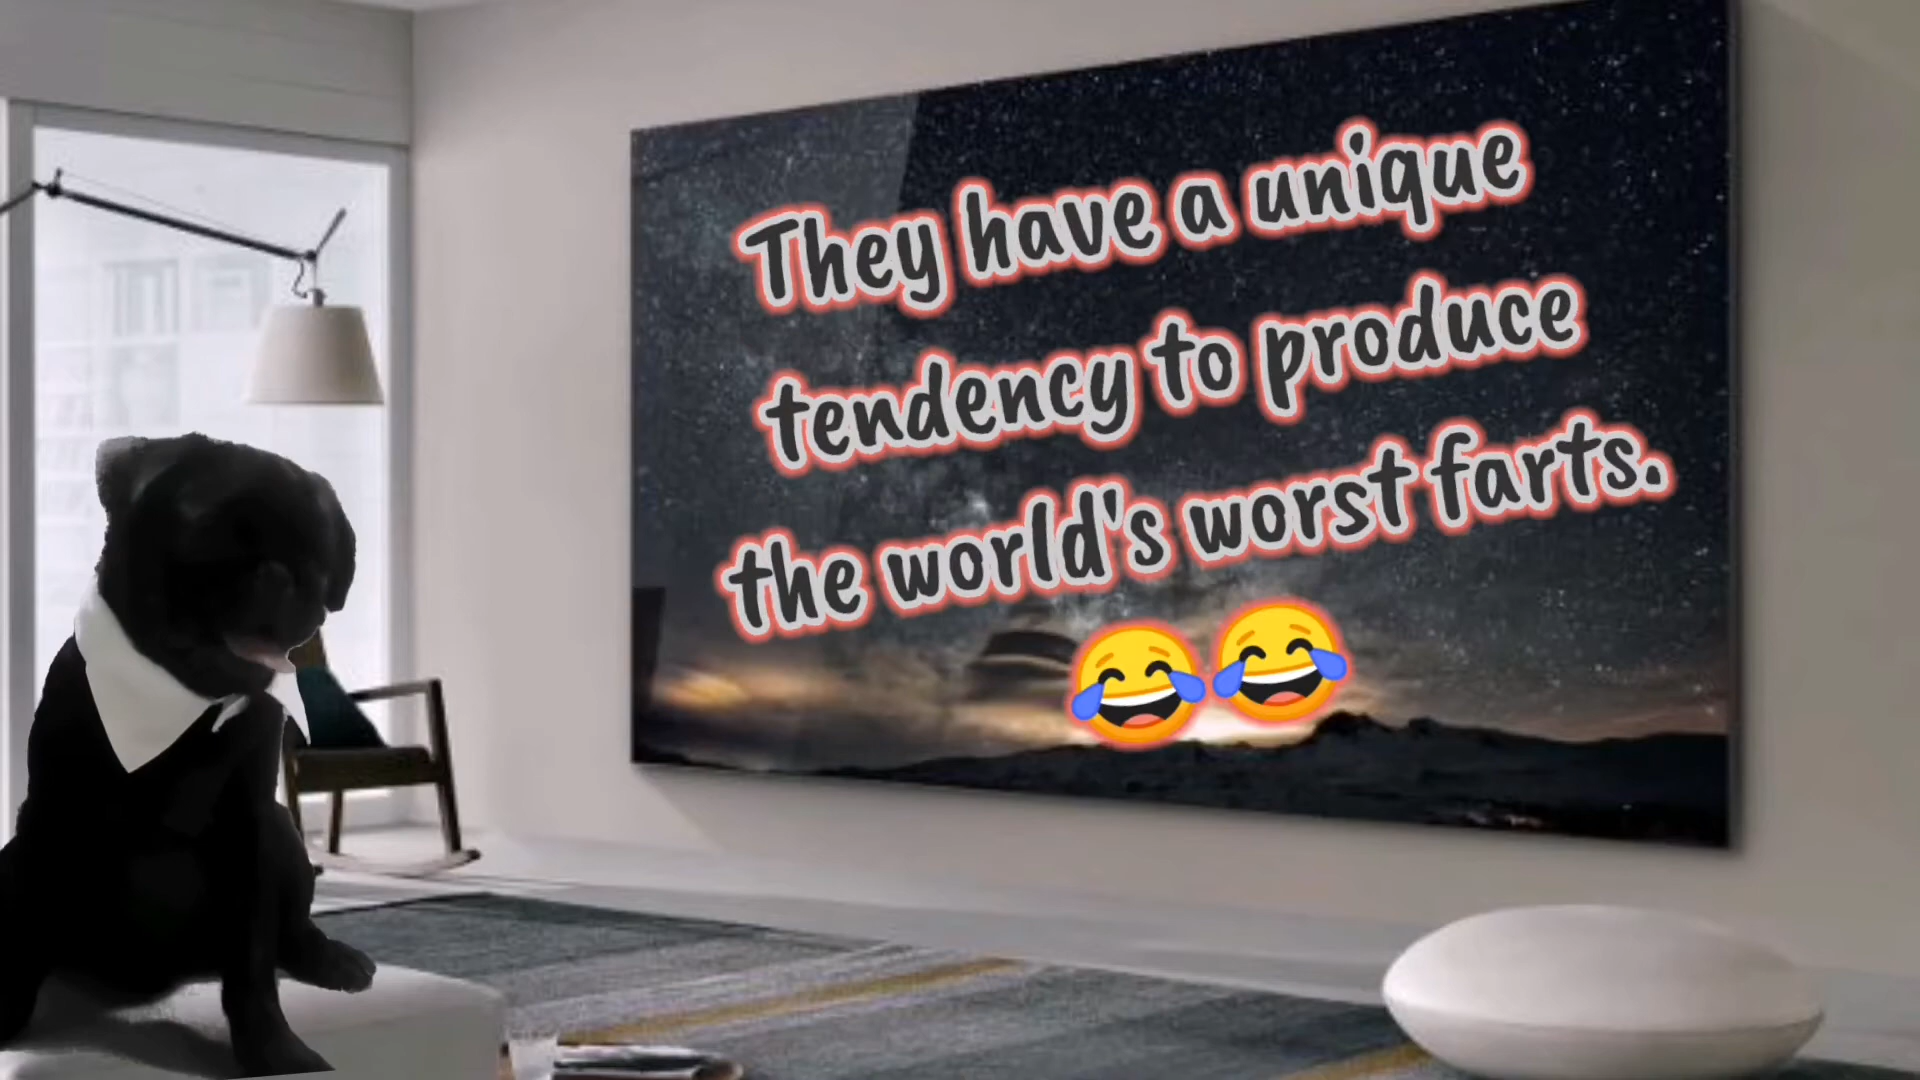 They have a unique
tendency to produce
the world's worst farts.
😂😂